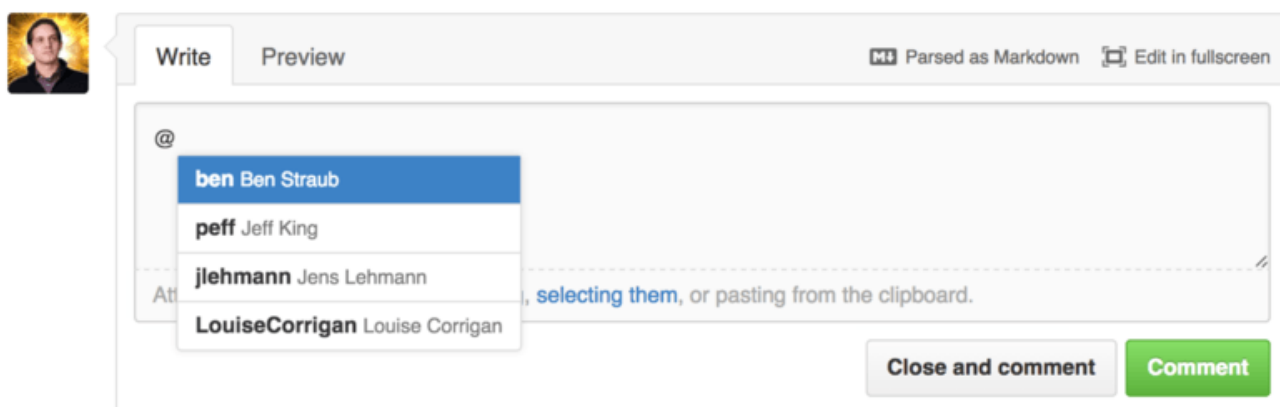 Write Preview Parsed as Markdown Edit in fullscreen
@
ben Ben Straub
peff Jeff King
jlehmann Jens Lehmann
At , selecting them, or pasting from the clipboard.
LouiseCorrigan Louise Corrigan
Close and comment Comment